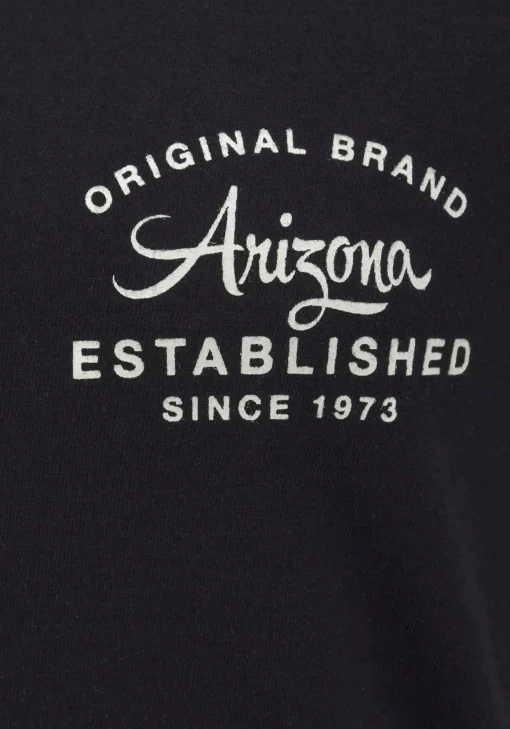 ORIGINAL BRAND
Arizona
ESTABLISHED
SINCE 1973